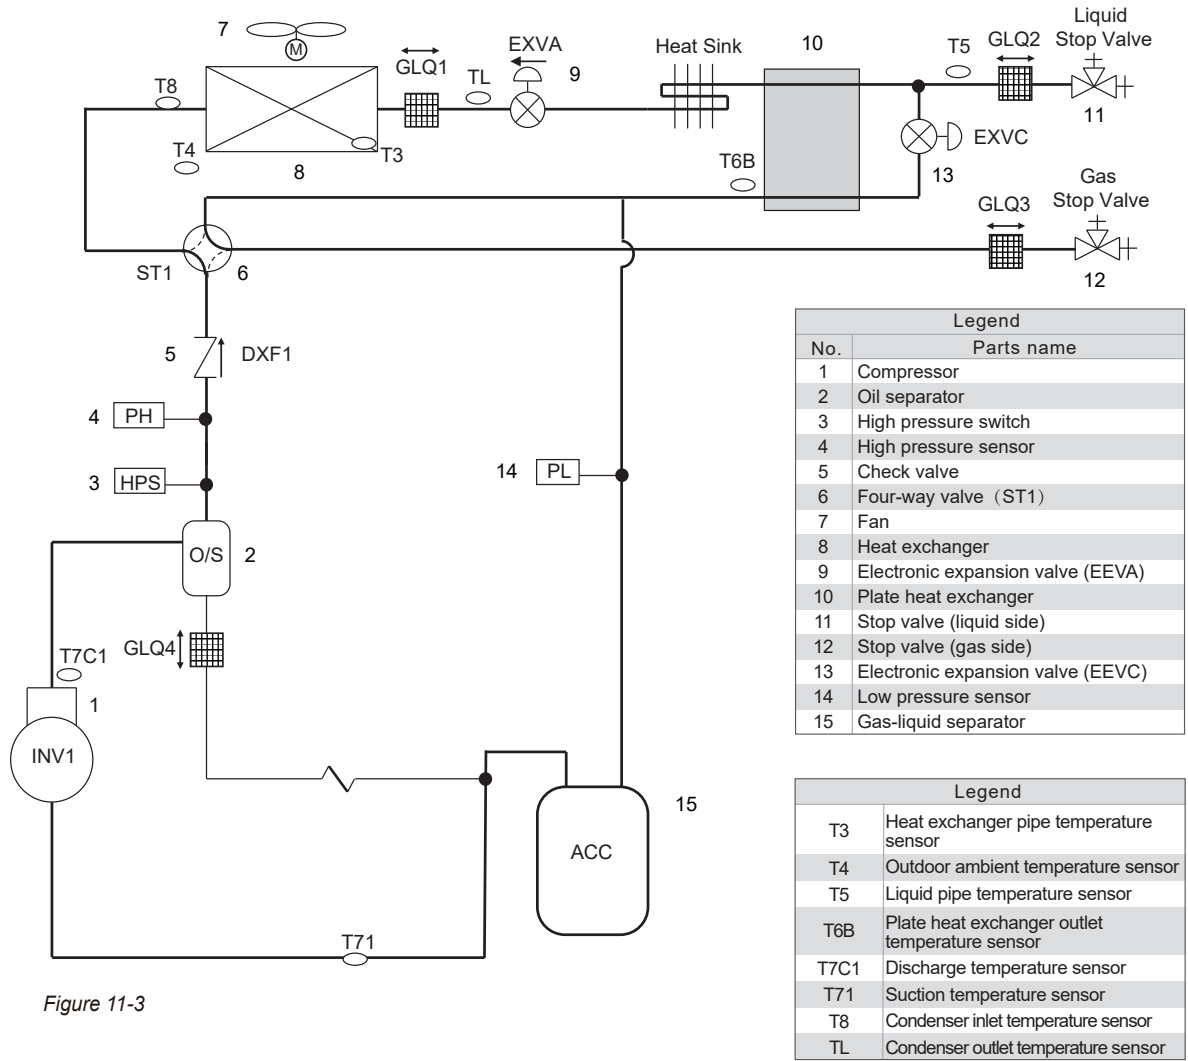 7
M
GLQ1
EXVA
9
Heat Sink
10
T5
GLQ2
Liquid
Stop Valve
T8
TL
11
T4
T3
8
T6B
EXVC
13
Gas
Stop Valve
GLQ3
ST1
6
12
5
DXF1
4
PH
3
HPS
14
PL
O/S
2
GLQ4
T7C1
1
INV1
15
ACC
T71
Figure 11-3
Legend
No. Parts name
1 Compressor
2 Oil separator
3 High pressure switch
4 High pressure sensor
5 Check valve
6 Four-way valve（ST1）
7 Fan
8 Heat exchanger
9 Electronic expansion valve (EEVA)
10 Plate heat exchanger
11 Stop valve (liquid side)
12 Stop valve (gas side)
13 Electronic expansion valve (EEVC)
14 Low pressure sensor
15 Gas-liquid separator
Legend
T3 Heat exchanger pipe temperature
sensor
T4 Outdoor ambient temperature sensor
T5 Liquid pipe temperature sensor
T6B Plate heat exchanger outlet
temperature sensor
T7C1 Discharge temperature sensor
T71 Suction temperature sensor
T8 Condenser inlet temperature sensor
TL Condenser outlet temperature sensor